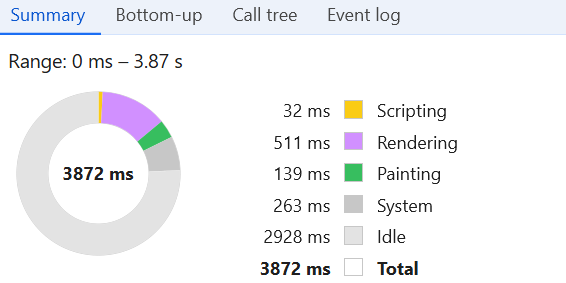 Summary Bottom-up Call tree Event log
Range: 0 ms – 3.87 s
3872 ms
32 ms Scripting
511 ms Rendering
139 ms Painting
263 ms System
2928 ms Idle
3872 ms Total